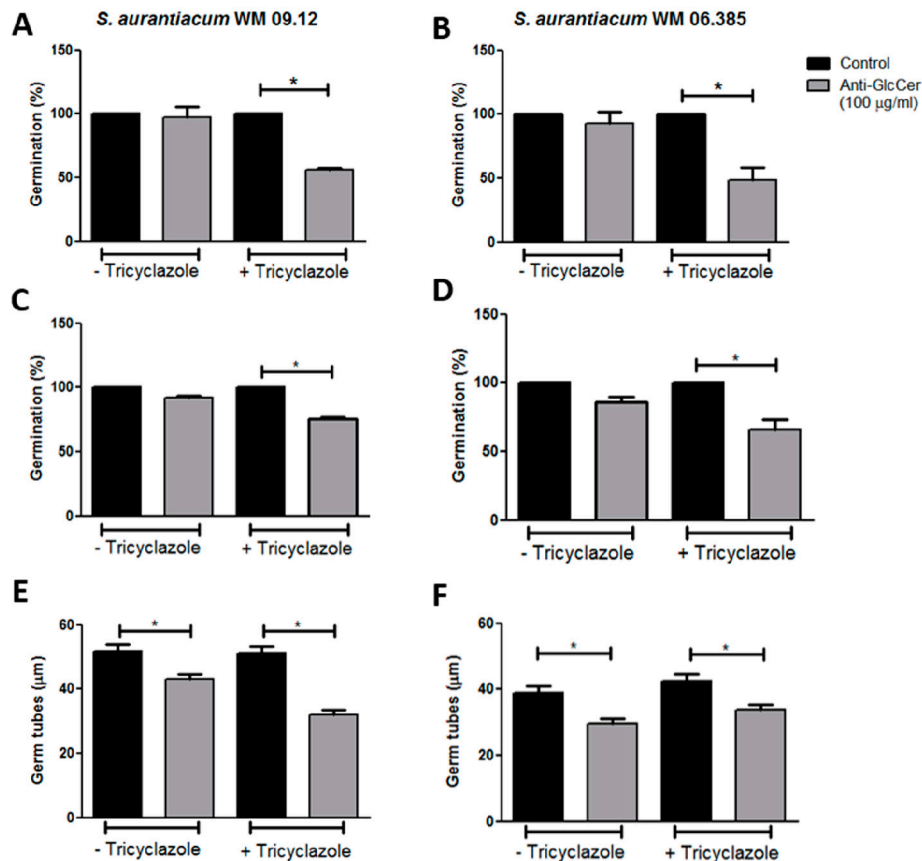 S. aurantiacum WM 09.12
S. aurantiacum WM 06.385
A
150
100
50
0
Germination (%)
*
- Tricyclazole
+ Tricyclazole
B
150
100
50
0
Germination (%)
*
- Tricyclazole
+ Tricyclazole
Control
Anti-GlcCer
(100 µg/ml)
C
150
100
50
0
Germination (%)
*
- Tricyclazole
+ Tricyclazole
D
150
100
50
0
Germination (%)
*
- Tricyclazole
+ Tricyclazole
E
60
40
20
0
Germ tubes (µm)
*
*
- Tricyclazole
+ Tricyclazole
F
60
40
20
0
Germ tubes (µm)
*
*
- Tricyclazole
+ Tricyclazole